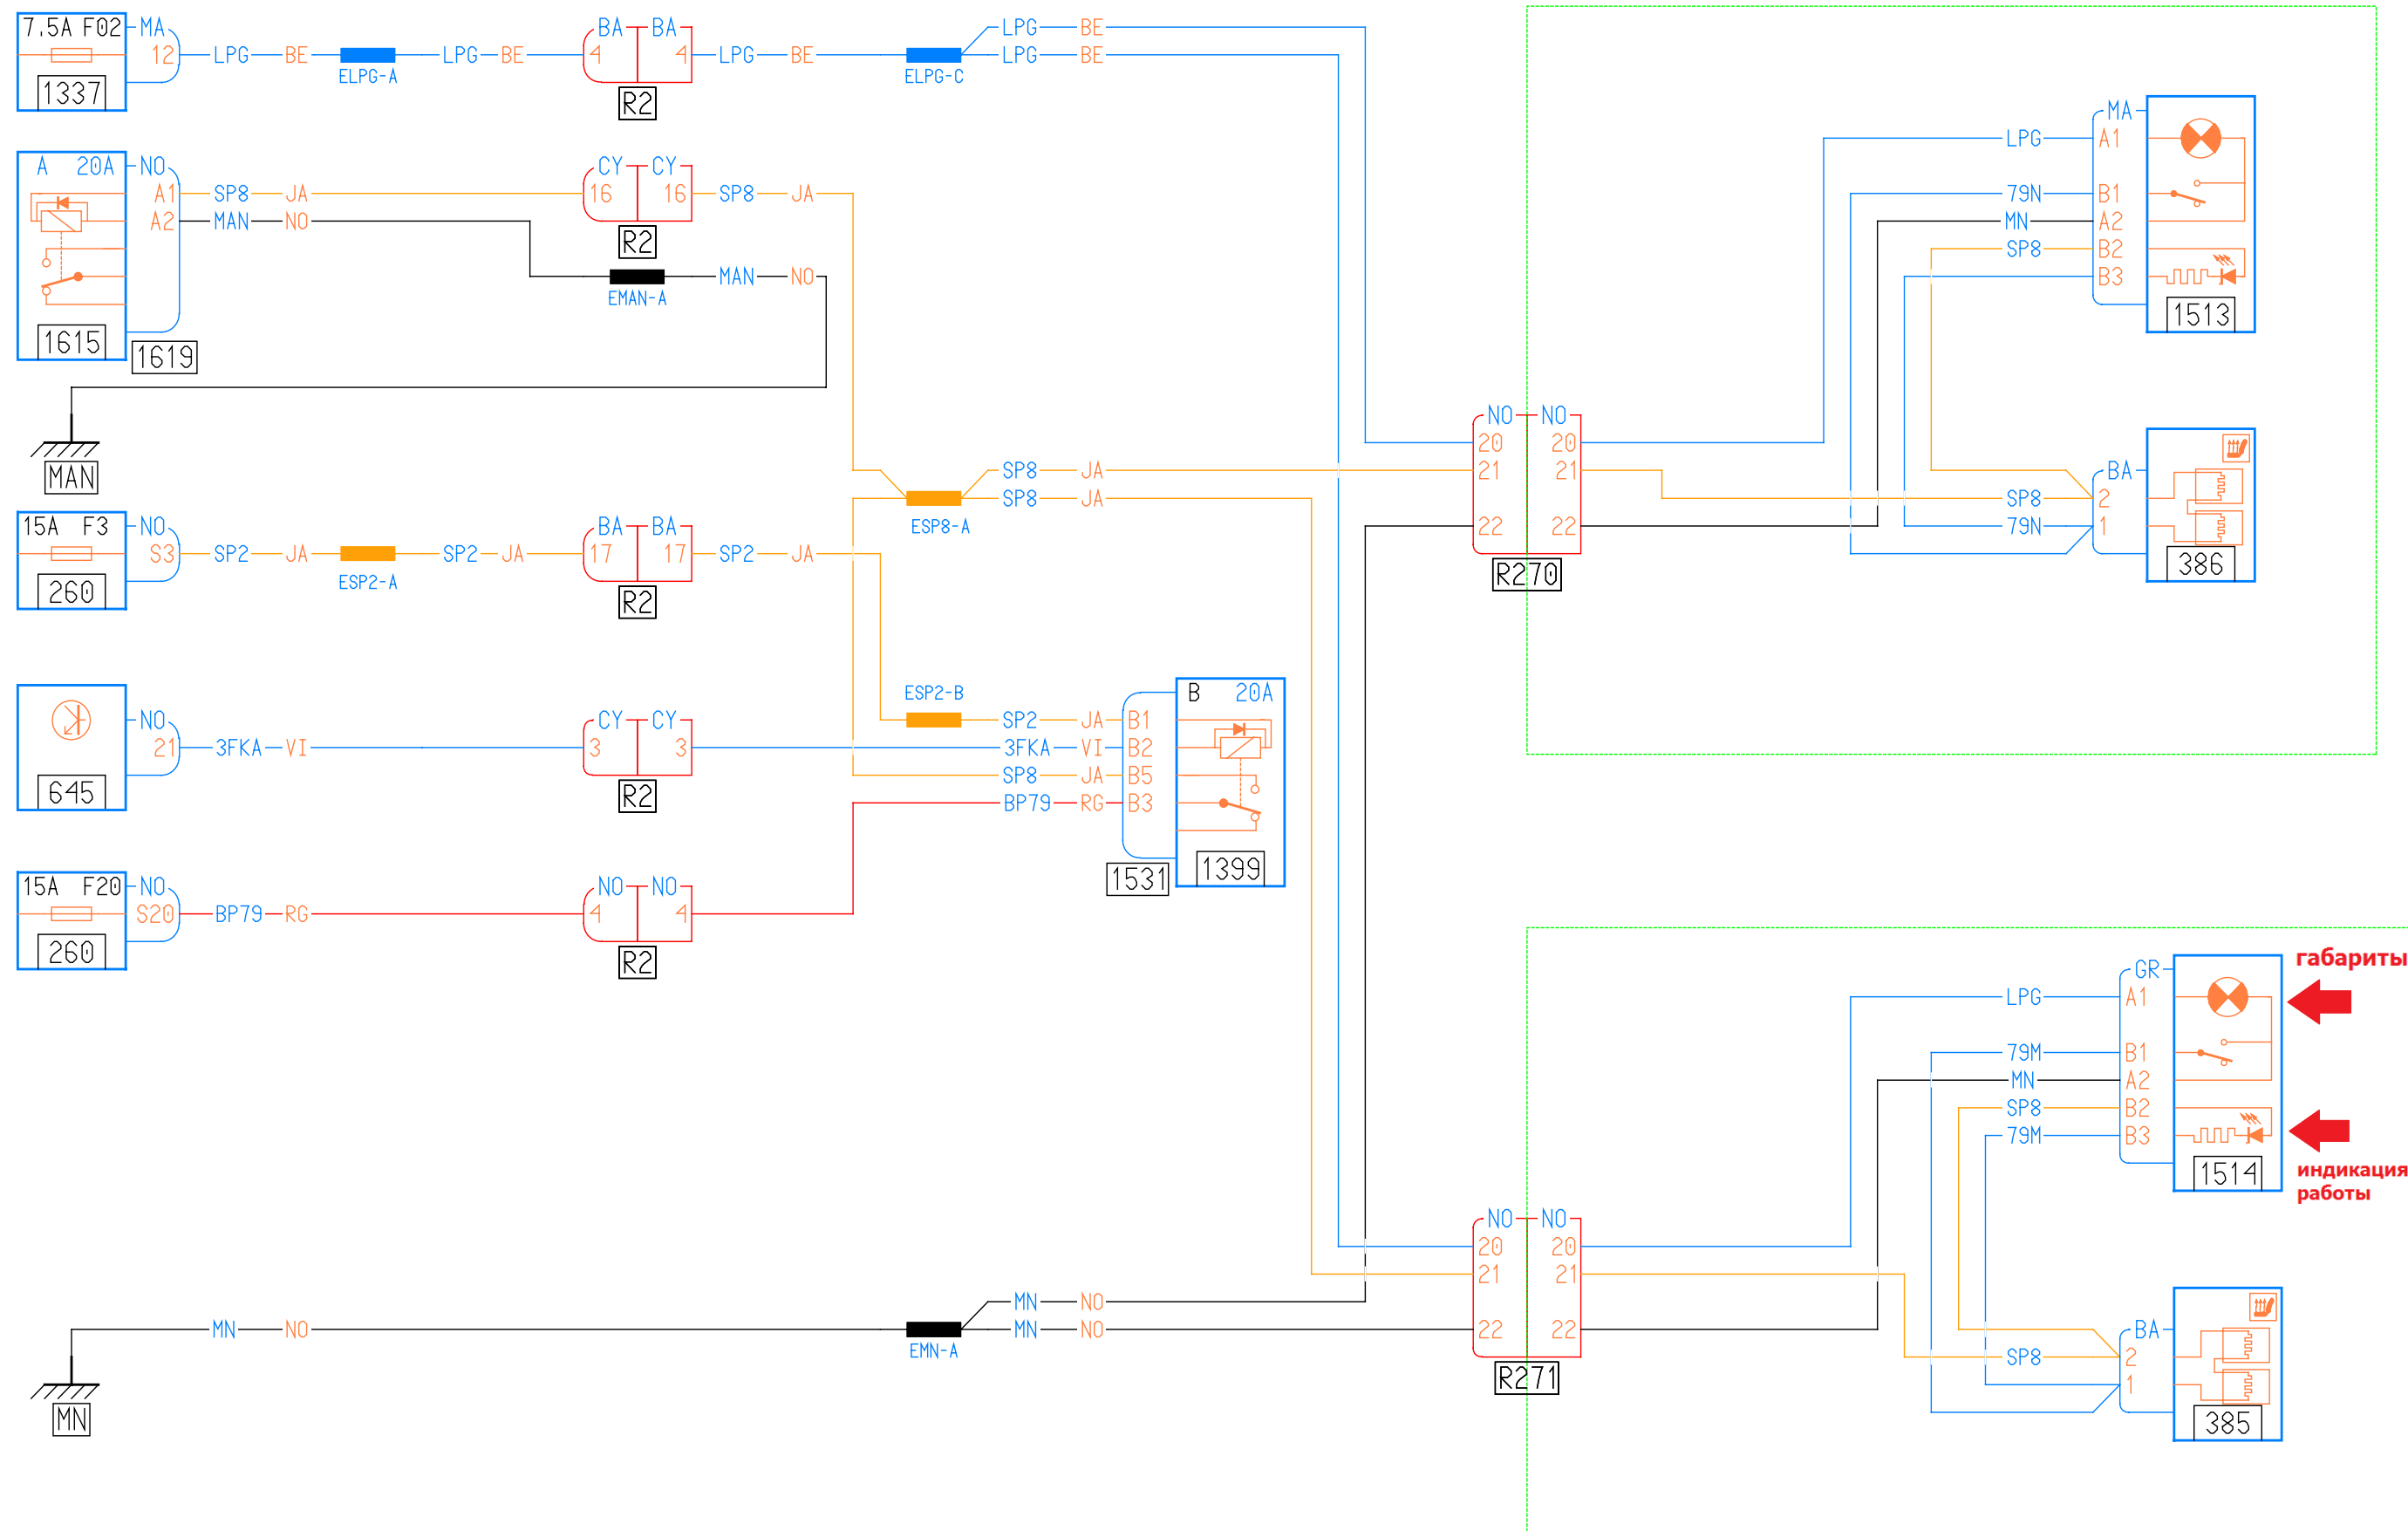 7.5A F02 MA
12 LPG BE ELPG-A LPG BE
1337
BA BA
4 4
R2
LPG BE ELPG-C
LPG BE
LPG BE
A 20A NO
A1 SP8 JA
A2 MAN NO
1615
1619
CY CY
16 16
R2
SP8 JA
EMAN-A
MAN NO
MAN
15A F3 NO
S3 SP2 JA ESP2-A SP2 JA
260
BA BA
17 17
R2
SP2 JA
SP8 JA
SP8 JA
ESP8-A
NO
21 3FKA VI
645
CY CY
3 3
R2
ESP2-B
SP2 JA B1
3FKA VI B2
SP8 JA B5
BP79 RG B3
B 20A
1399
1531
15A F20 NO
S20 BP79 RG
260
NO NO
4 4
R2
NO NO
20 20
21 21
22 22
R270
MA
LPG A1
79N B1
MN A2
SP8 B2
B3
1513
BA
SP8 2
79N 1
386
габариты
GR
LPG A1
79M B1
MN A2
SP8 B2
79M B3
1514
индикация
работы
NO NO
20 20
21 21
22 22
R271
MN NO
EMN-A
MN NO
MN NO
MN
BA
SP8 2
1
385